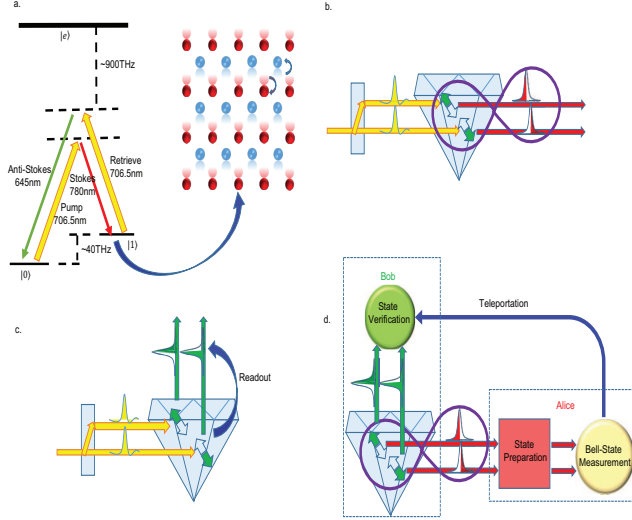 a.
|e⟩
~900THz
Anti-Stokes
645nm
Stokes
780nm
Pump
706.5nm
Retrieve
706.5nm
|1⟩
~40THz
|0⟩
b.
c.
Readout
d.
Bob
State
Verification
Teleportation
Alice
State
Preparation
Bell-State
Measurement